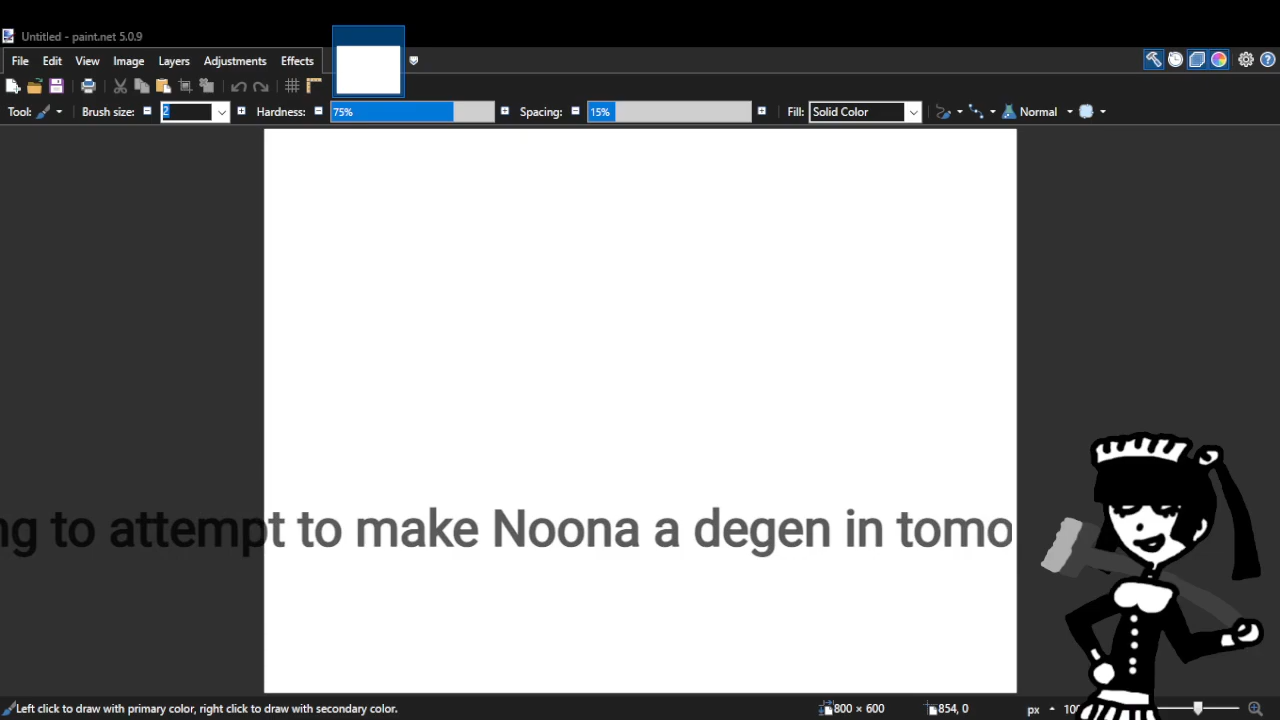 Untitled - paint.net 5.0.9
File Edit View Image Layers Adjustments Effects
Tool: Brush size: 2 Hardness: 75% Spacing: 15% Fill: Solid Color Normal
ng to attempt to make Noona a degen in tomo
Left click to draw with primary color, right click to draw with secondary color. 800 × 600 854, 0 px 100